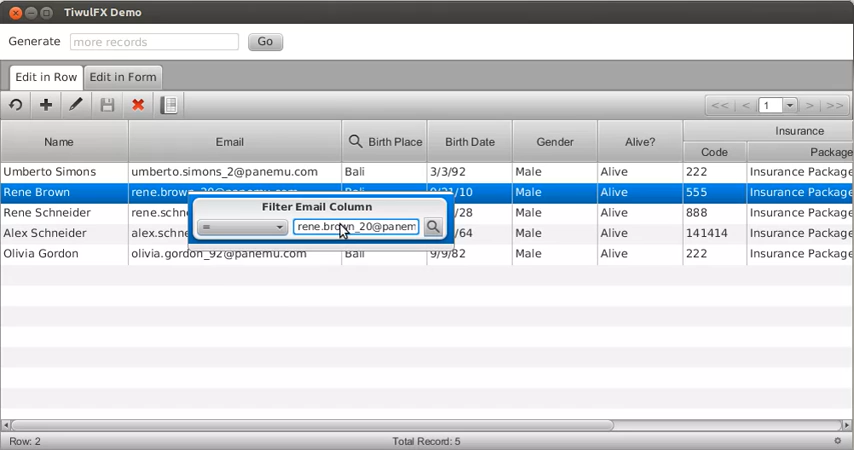 TiwulFX Demo
Generate more records Go
Edit in Row Edit in Form
<< < 1 > >>
Name Email Birth Place Birth Date Gender Alive? Insurance
Code Package
Umberto Simons umberto.simons_2@panemu.com Bali 3/3/92 Male Alive 222 Insurance Package
Rene Brown Male Alive 555 Insurance Package
Filter Email Column
Rene Schneider rene.schne /28 Male Alive 888 Insurance Package
= rene.brown_20@panem
Alex Schneider alex.schne /64 Male Alive 141414 Insurance Package
Olivia Gordon olivia.gordon_92@panemu.com Bali 9/9/82 Male Alive 222 Insurance Package
Row: 2 Total Record: 5